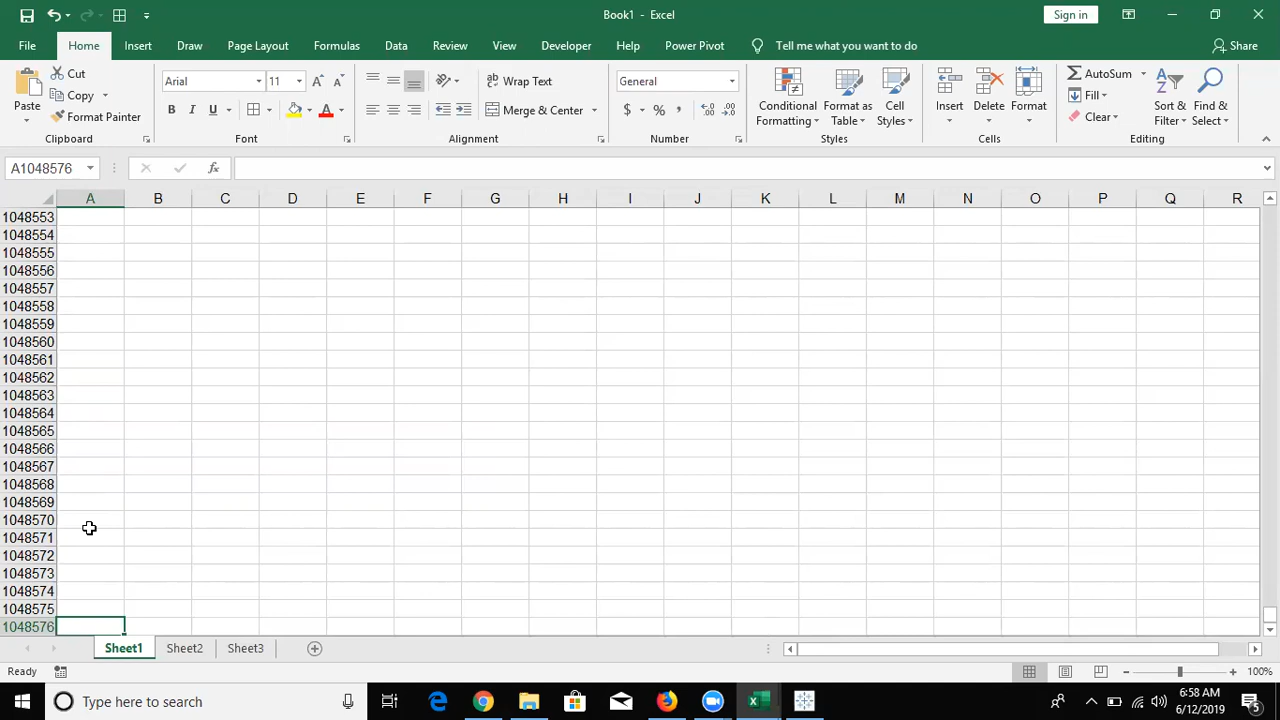 Book1 - Excel
Sign in
File Home Insert Draw Page Layout Formulas Data Review View Developer Help Power Pivot Tell me what you want to do Share
Paste
Cut
Copy
Format Painter
Clipboard
Arial 11
B I U
Font
Wrap Text
Merge & Center
Alignment
General
$ % ,
Number
Conditional Formatting
Format as Table
Cell Styles
Styles
Insert Delete Format
Cells
AutoSum
Fill
Clear
Sort & Filter
Find & Select
Editing
A1048576 fx
A B C D E F G H I J K L M N O P Q R
1048553
1048554
1048555
1048556
1048557
1048558
1048559
1048560
1048561
1048562
1048563
1048564
1048565
1048566
1048567
1048568
1048569
1048570
1048571
1048572
1048573
1048574
1048575
1048576
Sheet1 Sheet2 Sheet3
Ready 100%
Type here to search
6:58 AM
6/12/2019
5